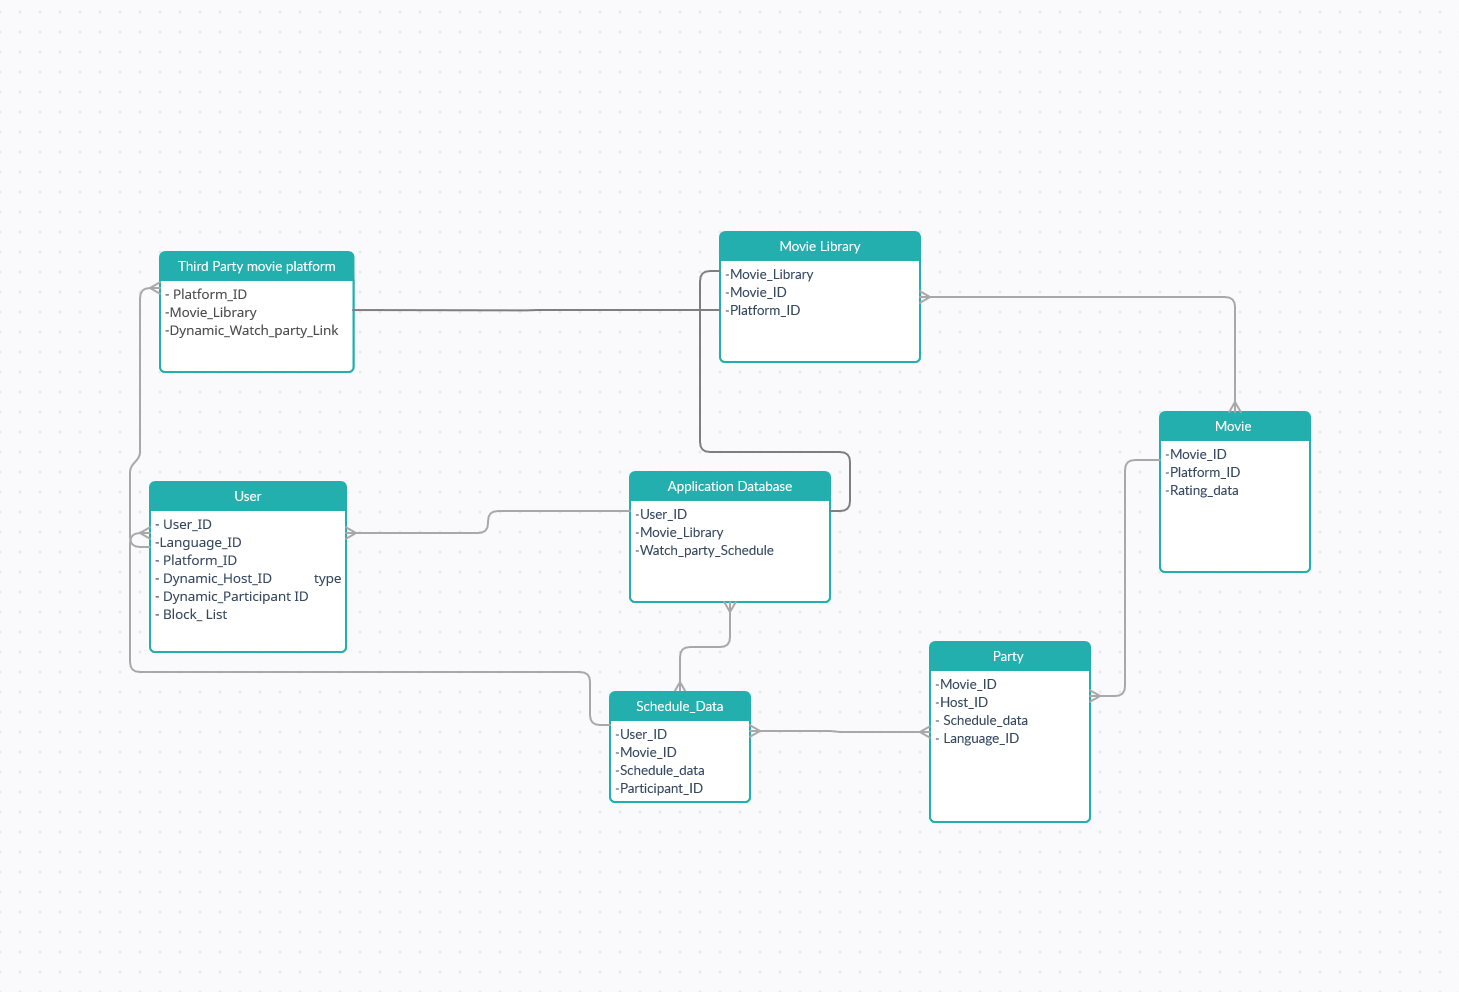 Third Party movie platform
- Platform_ID
-Movie_Library
-Dynamic_Watch_party_Link
Movie Library
-Movie_Library
-Movie_ID
-Platform_ID
Movie
-Movie_ID
-Platform_ID
-Rating_data
User
- User_ID
-Language_ID
- Platform_ID
- Dynamic_Host_ID type
- Dynamic_Participant ID
- Block_ List
Application Database
-User_ID
-Movie_Library
-Watch_party_Schedule
Schedule_Data
-User_ID
-Movie_ID
-Schedule_data
-Participant_ID
Party
-Movie_ID
-Host_ID
- Schedule_data
- Language_ID